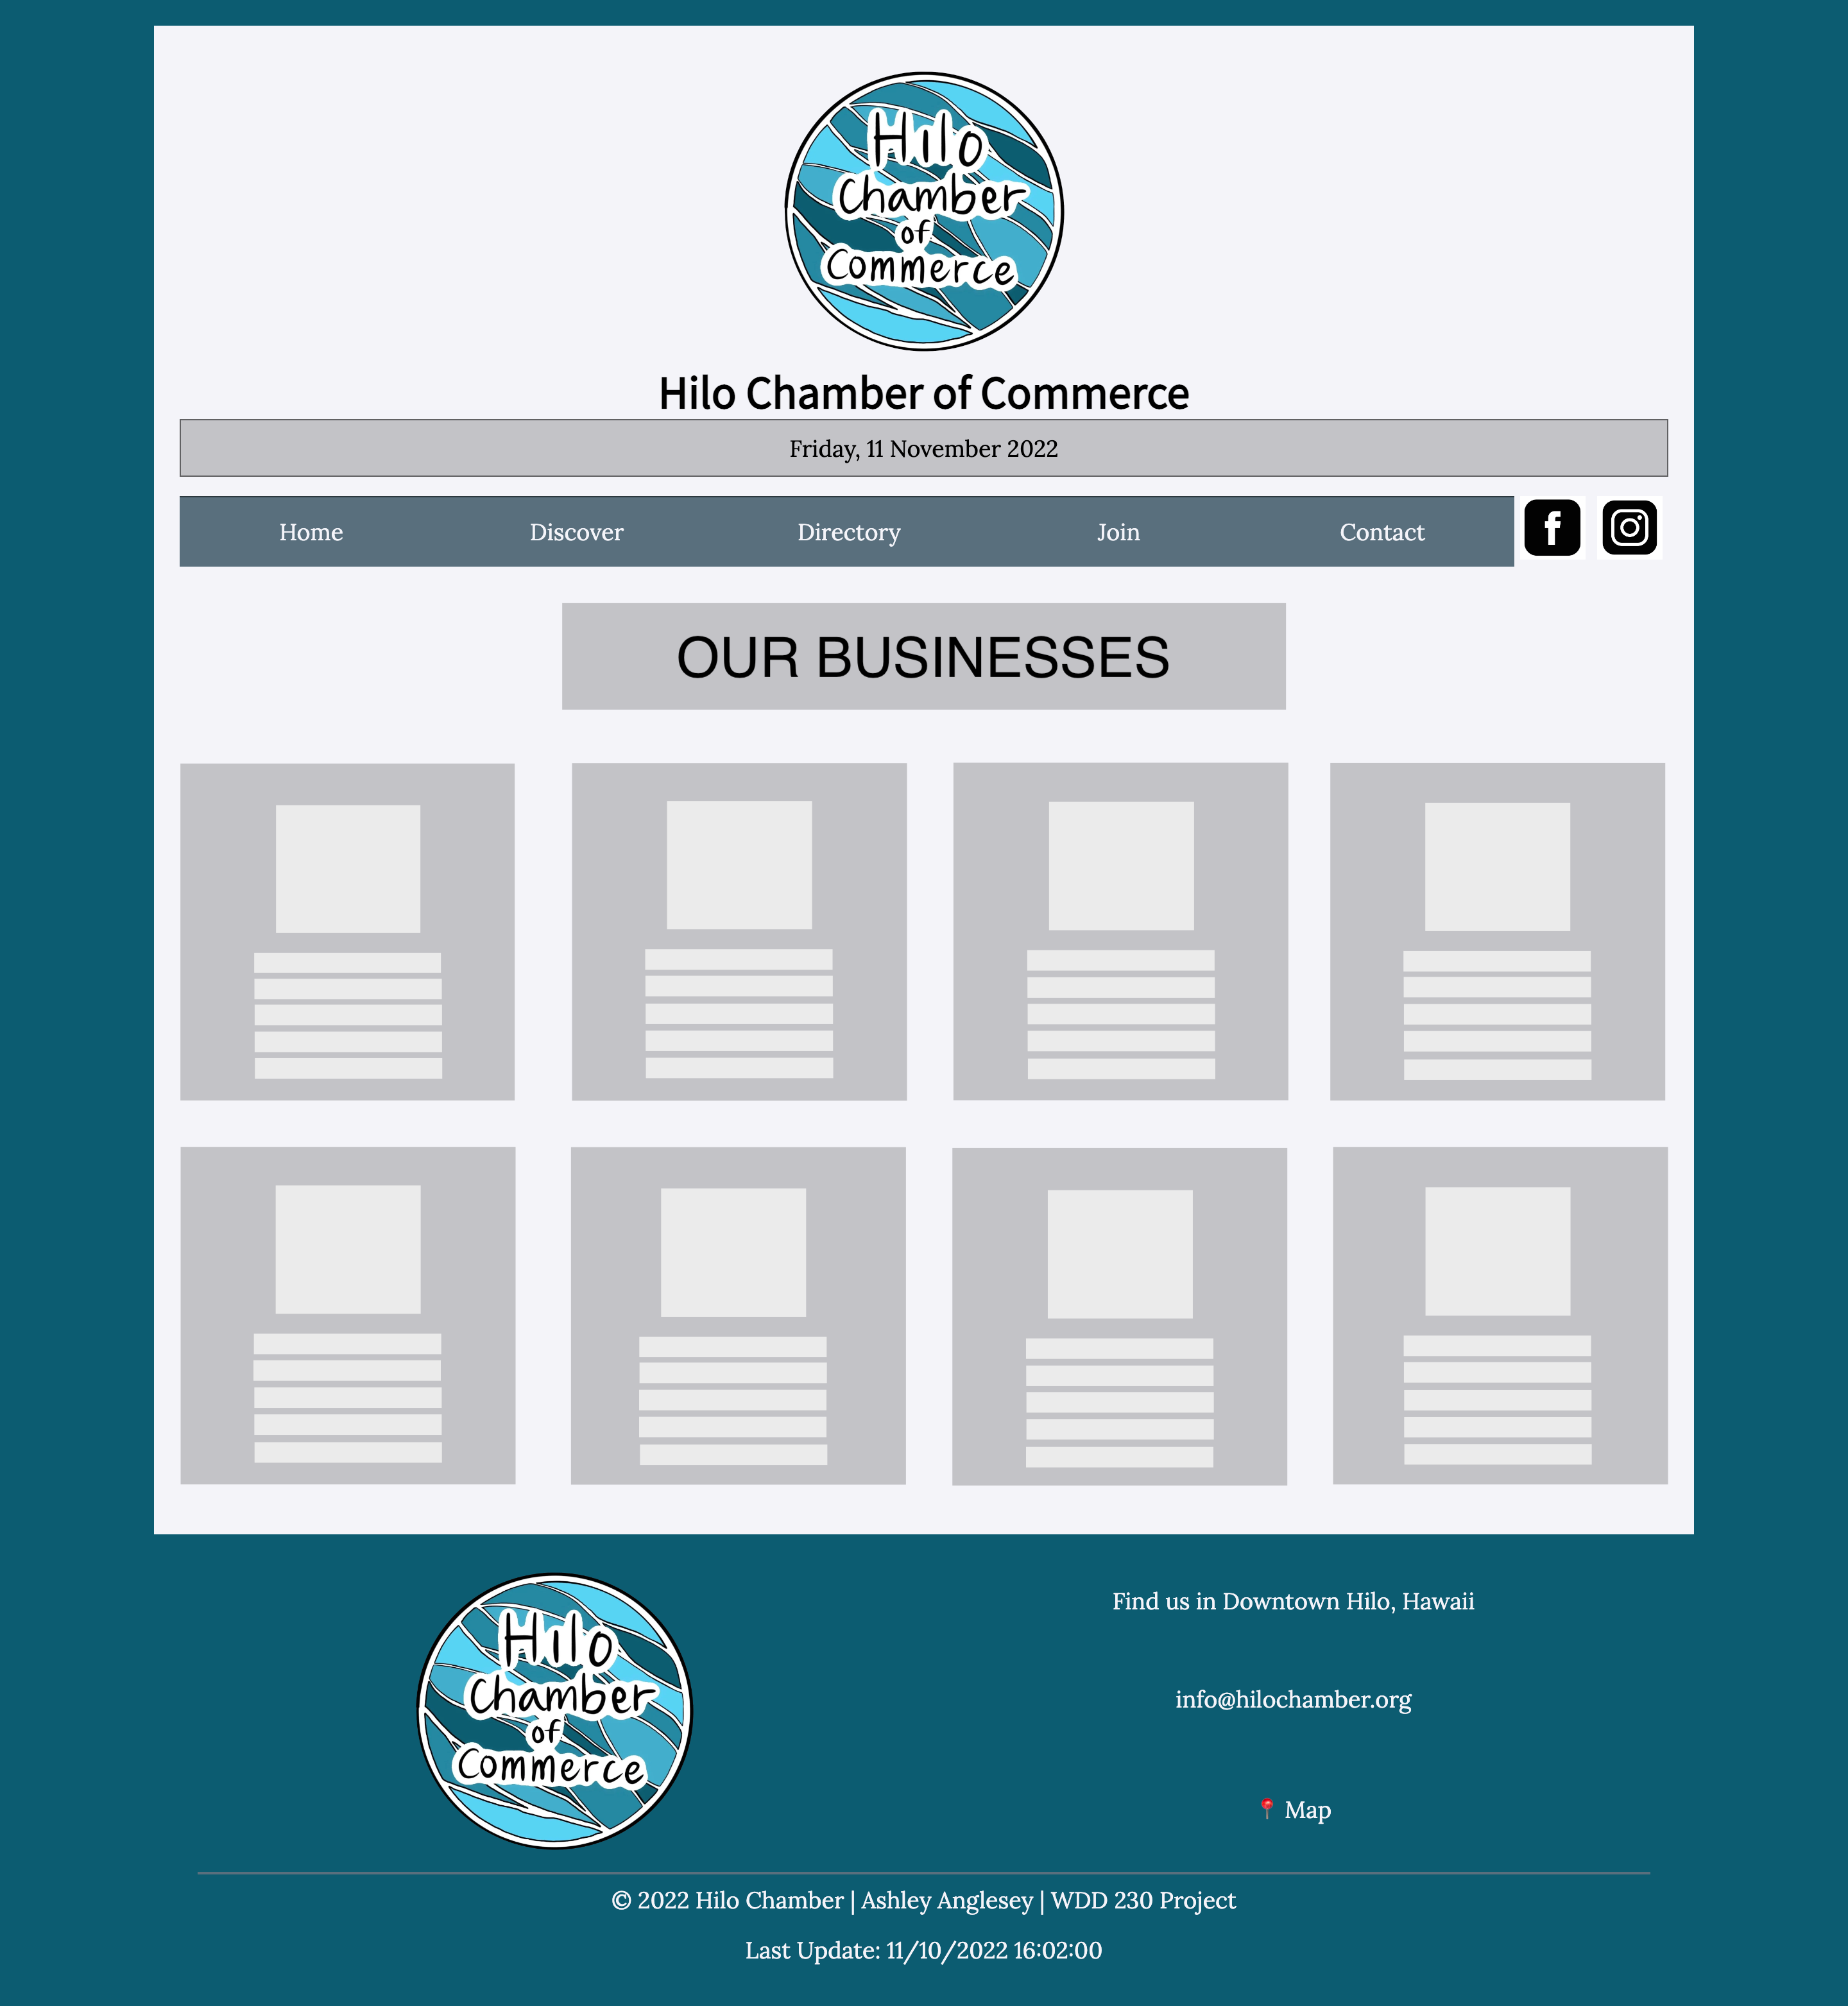 Hilo
Chamber
of
Commerce
Hilo Chamber of Commerce
Friday, 11 November 2022
Home Discover Directory Join Contact
OUR BUSINESSES
Hilo
Chamber
of
Commerce
Find us in Downtown Hilo, Hawaii
info@hilochamber.org
📍 Map
© 2022 Hilo Chamber | Ashley Anglesey | WDD 230 Project
Last Update: 11/10/2022 16:02:00